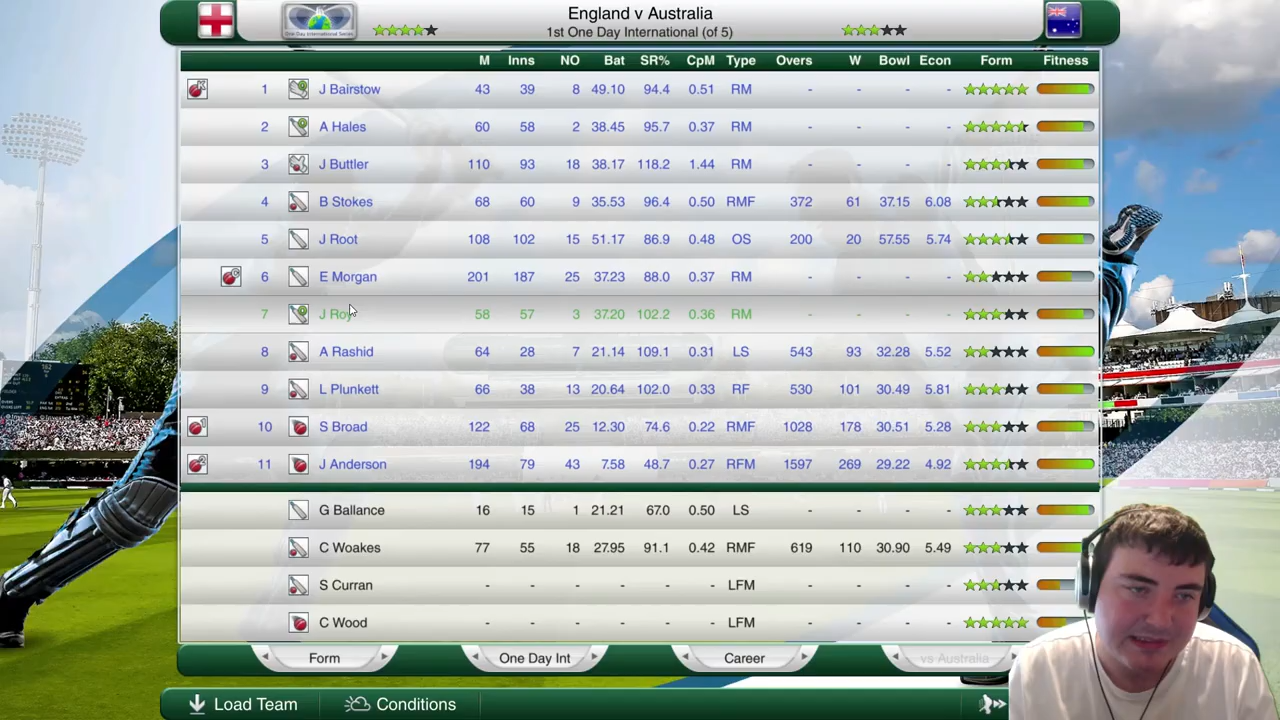 England v Australia
1st One Day International (of 5)
One Day International Series
M Inns NO Bat SR% CpM Type Overs W Bowl Econ Form Fitness
1 J Bairstow 43 39 8 49.10 94.4 0.51 RM - - - -
2 A Hales 60 58 2 38.45 95.7 0.37 RM - - - -
3 J Buttler 110 93 18 38.17 118.2 1.44 RM - - - -
4 B Stokes 68 60 9 35.53 96.4 0.50 RMF 372 61 37.15 6.08
5 J Root 108 102 15 51.17 86.9 0.48 OS 200 20 57.55 5.74
6 E Morgan 201 187 25 37.23 88.0 0.37 RM - - - -
7 J Roy 58 57 3 37.20 102.2 0.36 RM - - - -
8 A Rashid 64 28 7 21.14 109.1 0.31 LS 543 93 32.28 5.52
9 L Plunkett 66 38 13 20.64 102.0 0.33 RF 530 101 30.49 5.81
10 S Broad 122 68 25 12.30 74.6 0.22 RMF 1028 178 30.51 5.28
11 J Anderson 194 79 43 7.58 48.7 0.27 RFM 1597 269 29.22 4.92
G Ballance 16 15 1 21.21 67.0 0.50 LS - - - -
C Woakes 77 55 18 27.95 91.1 0.42 RMF 619 110 30.90 5.49
S Curran - - - - - - LFM - - - -
C Wood - - - - - - LFM - - - -
Form One Day Int Career vs Australia
Load Team Conditions